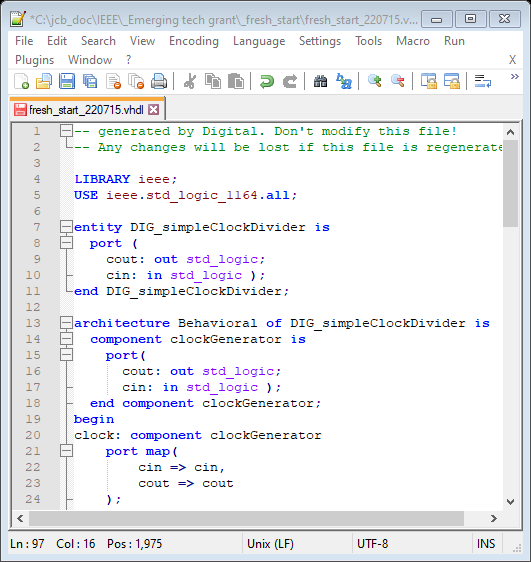 *C:\jcb_doc\IEEE\_Emerging tech grant\_fresh_start\fresh_start_220715.v...
File Edit Search View Encoding Language Settings Tools Macro Run
Plugins Window ? X
fresh_start_220715.vhdl
1 -- generated by Digital. Don't modify this file!
2 -- Any changes will be lost if this file is regenerate
3
4 LIBRARY ieee;
5 USE ieee.std_logic_1164.all;
6
7 entity DIG_simpleClockDivider is
8   port (
9     cout: out std_logic;
10     cin: in std_logic );
11 end DIG_simpleClockDivider;
12
13 architecture Behavioral of DIG_simpleClockDivider is
14   component clockGenerator is
15     port(
16       cout: out std_logic;
17       cin: in std_logic );
18   end component clockGenerator;
19 begin
20 clock: component clockGenerator
21     port map(
22         cin => cin,
23         cout => cout
24     );
Ln : 97 Col : 16 Pos : 1,975 Unix (LF) UTF-8 INS